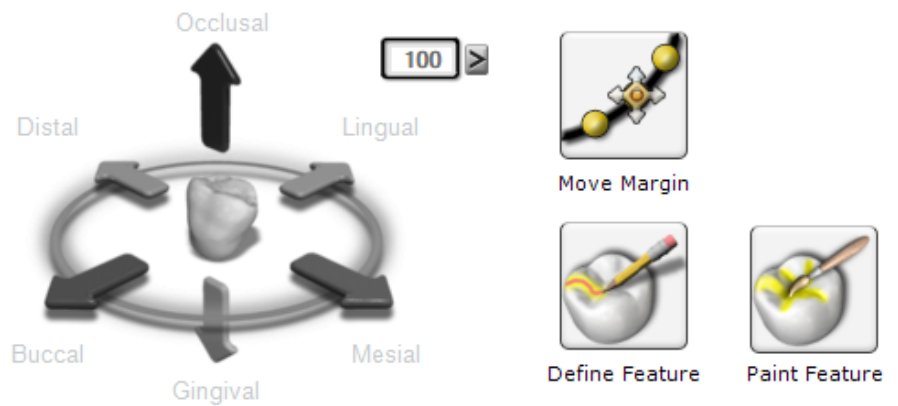 Occlusal
100 >
Distal
Lingual
Move Margin
Buccal
Mesial
Gingival
Define Feature
Paint Feature